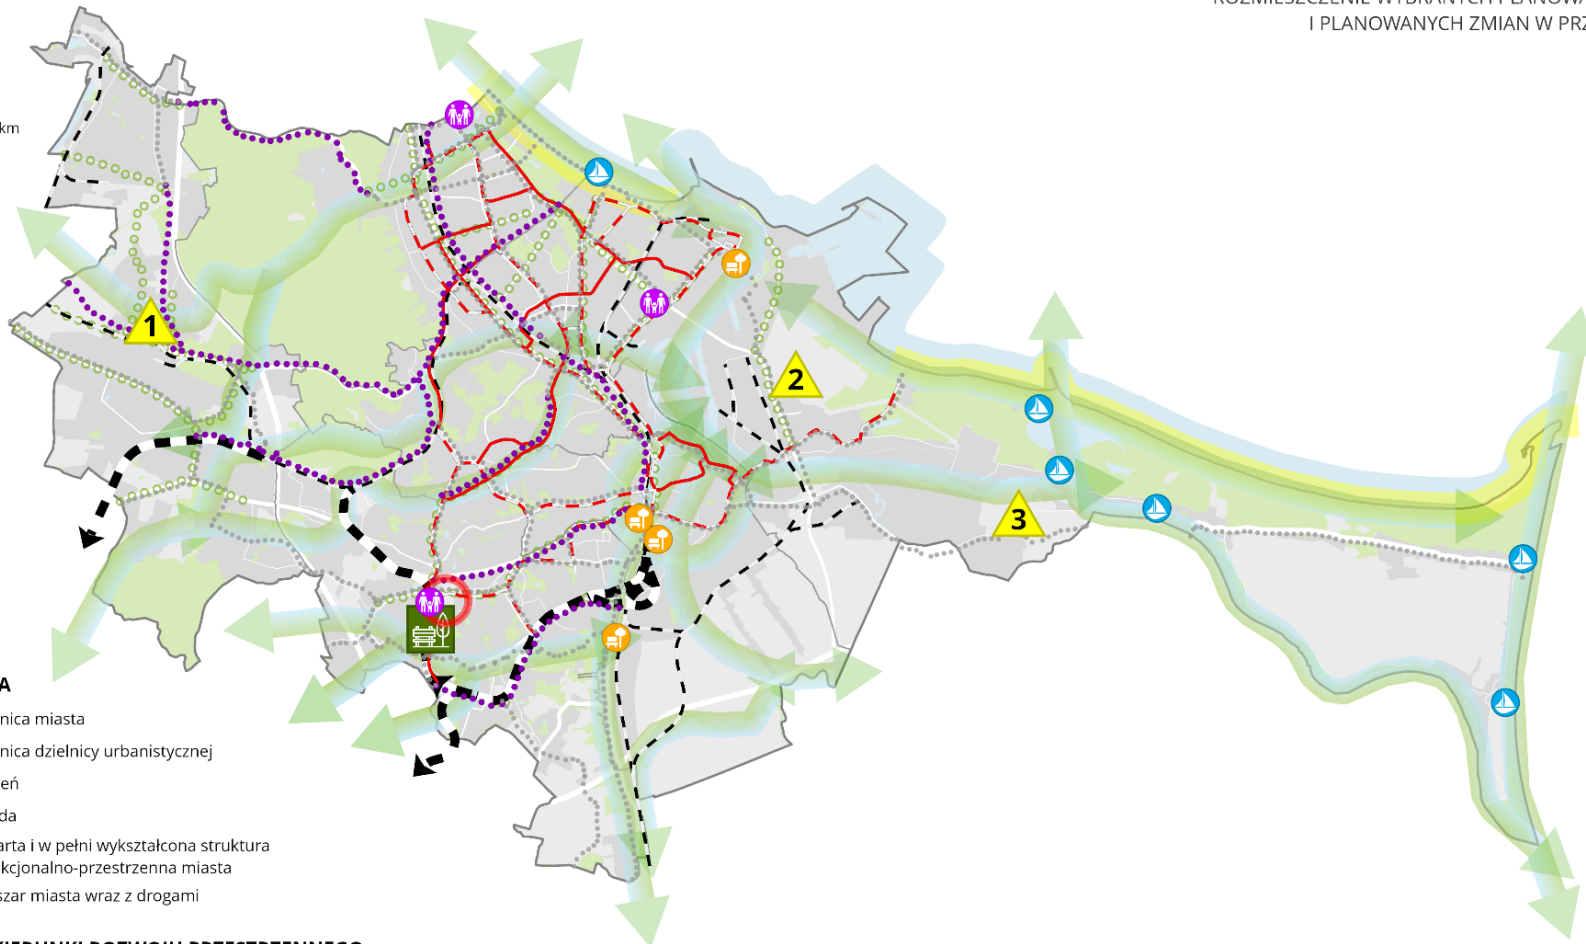 I PLANOWANYCH ZMIAN W PRZ
km
1
2
3
A
nica miasta
nica dzielnicy urbanistycznej
eń
da
arta i w pełni wykształcona struktura
kcjonalno-przestrzenna miasta
szar miasta wraz z drogami